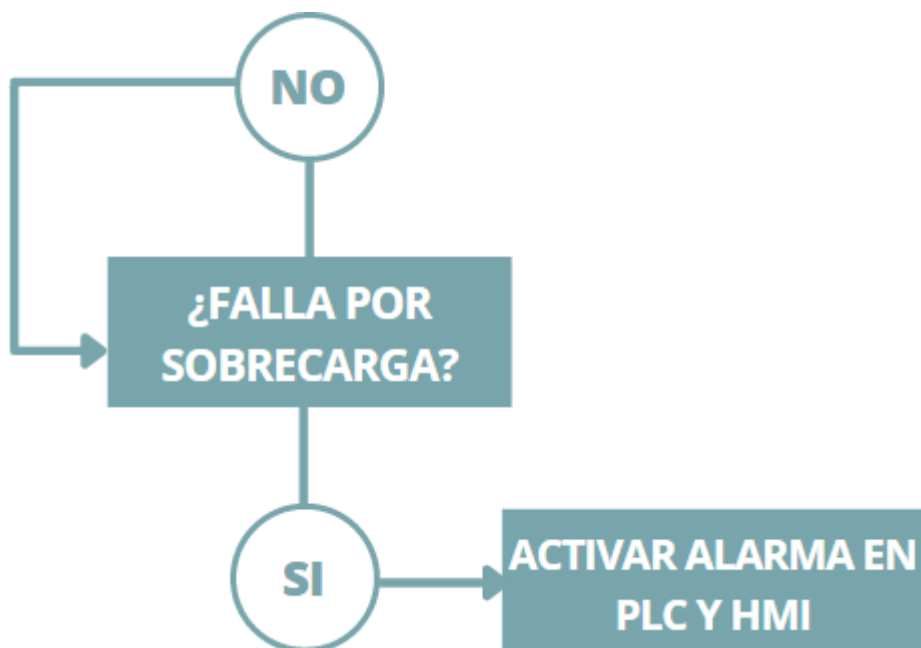 NO
¿FALLA POR
SOBRECARGA?
SI
ACTIVAR ALARMA EN
PLC Y HMI